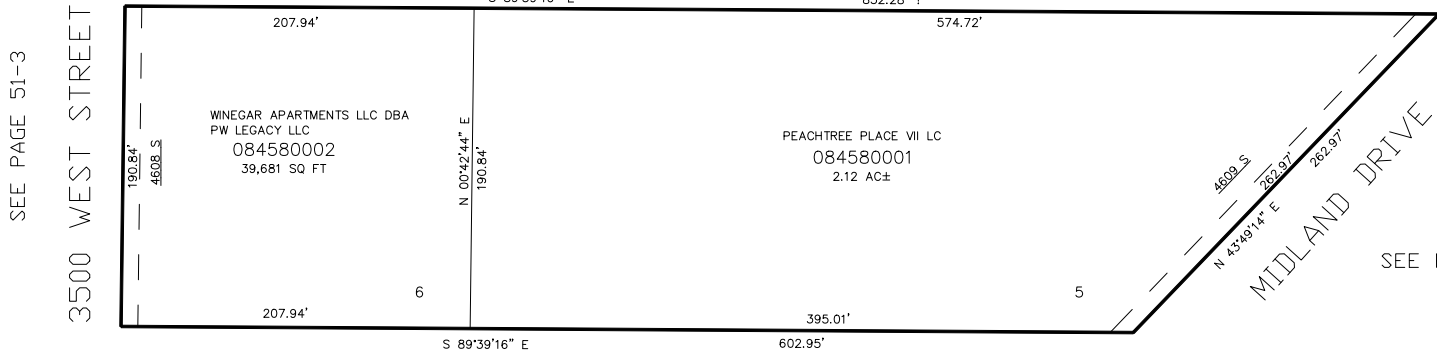 207.94'
574.72'
SEE PAGE 51-3
3500 WEST STREET
190.84'
4608 S
WINEGAR APARTMENTS LLC DBA
PW LEGACY LLC
084580002
39,681 SQ FT
N 00°42'44" E
190.84'
PEACHTREE PLACE VII LC
084580001
2.12 AC±
4609 S
262.97'
262.97'
N 43°49'14" E
MIDLAND DRIVE
SEE
6
5
207.94'
395.01'
S 89°39'16" E
602.95'